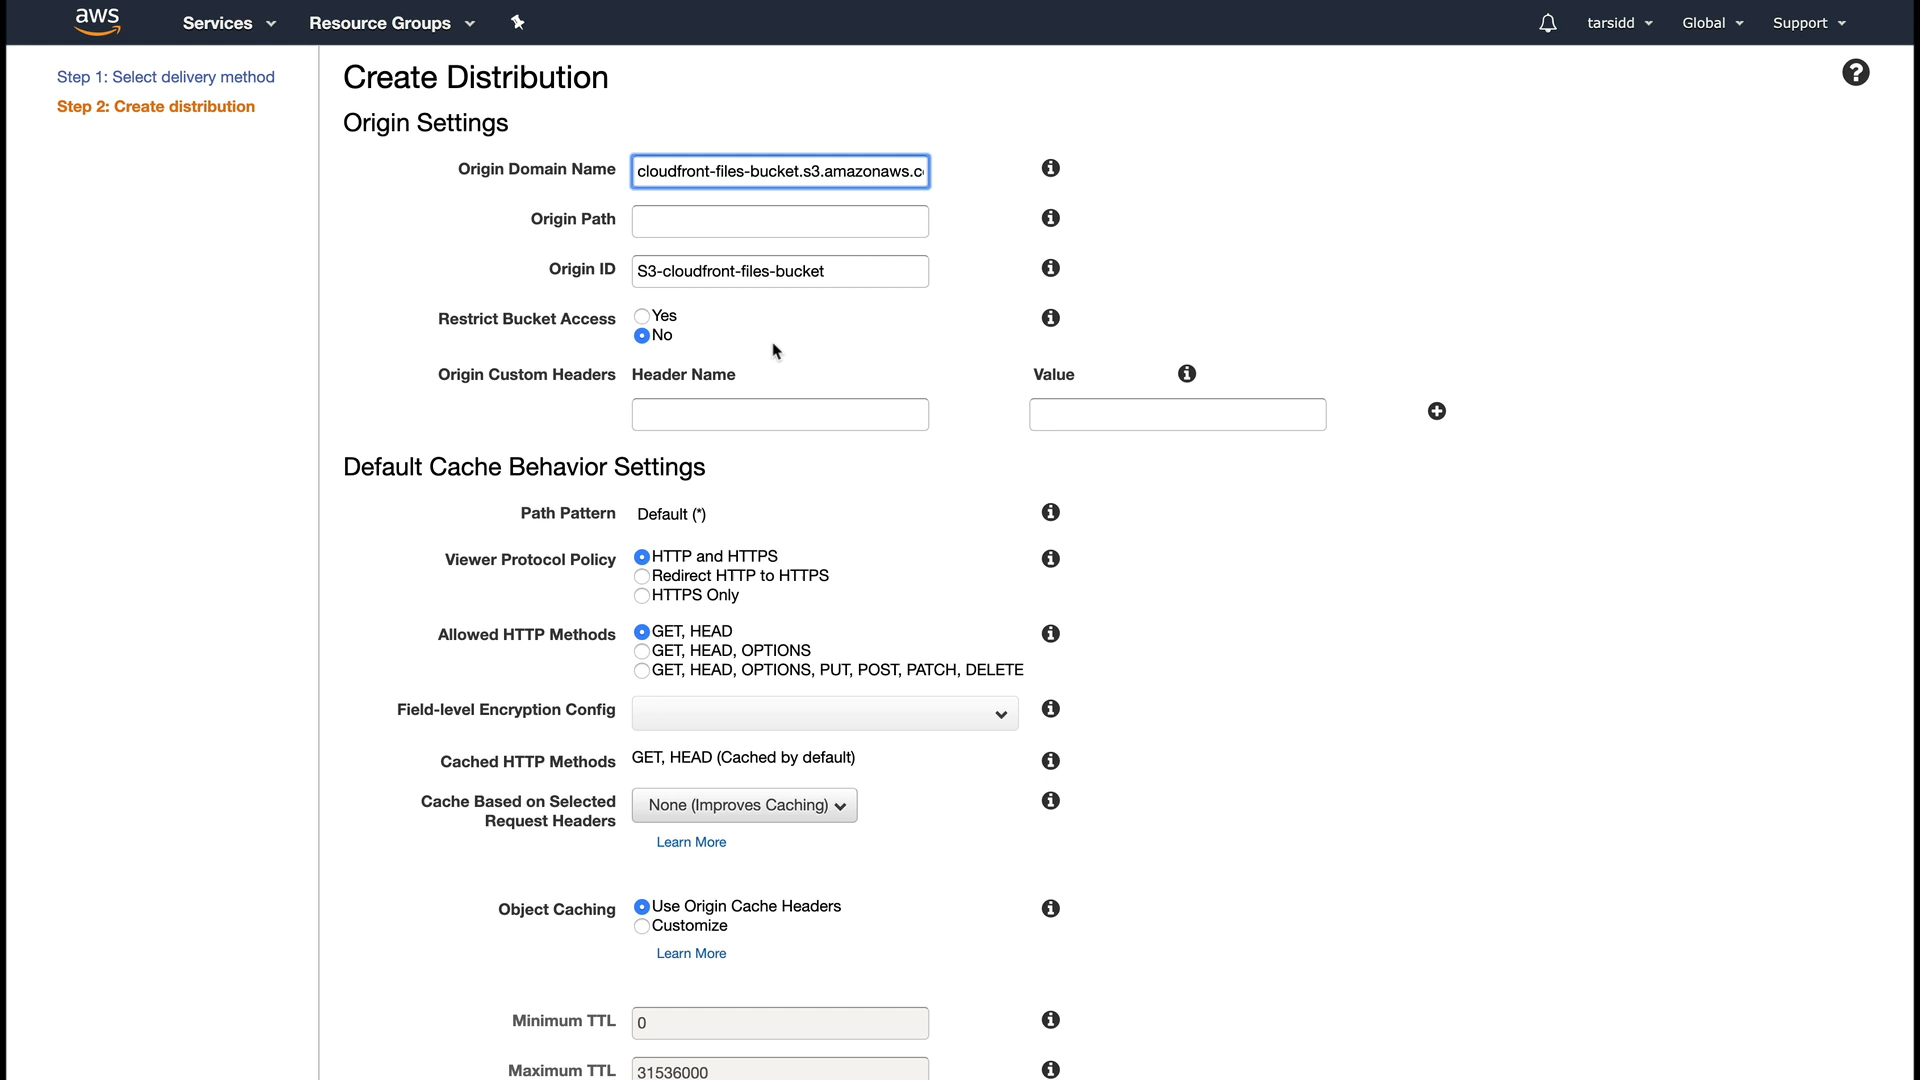 aws Services Resource Groups tarsidd Global Support
Step 1: Select delivery method
Step 2: Create distribution
Create Distribution
Origin Settings
Origin Domain Name cloudfront-files-bucket.s3.amazonaws.c
Origin Path
Origin ID S3-cloudfront-files-bucket
Restrict Bucket Access Yes
No
Origin Custom Headers Header Name Value
Default Cache Behavior Settings
Path Pattern Default (*)
Viewer Protocol Policy HTTP and HTTPS
Redirect HTTP to HTTPS
HTTPS Only
Allowed HTTP Methods GET, HEAD
GET, HEAD, OPTIONS
GET, HEAD, OPTIONS, PUT, POST, PATCH, DELETE
Field-level Encryption Config
Cached HTTP Methods GET, HEAD (Cached by default)
Cache Based on Selected
Request Headers None (Improves Caching)
Learn More
Object Caching Use Origin Cache Headers
Customize
Learn More
Minimum TTL 0
Maximum TTL 31536000